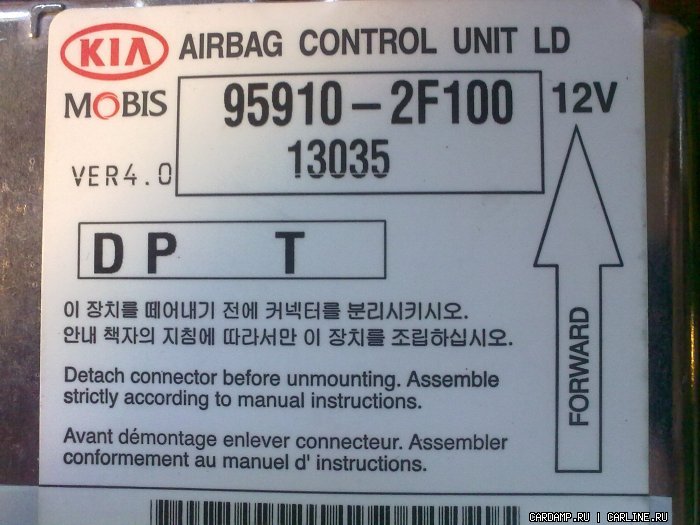 KIA AIRBAG CONTROL UNIT LD
MOBIS 95910-2F100 12V
VER4.0 13035
D P T
이 장치를 떼어내기 전에 커넥터를 분리시키시오.
안내 책자의 지침에 따라서만 이 장치를 조립하십시오.
Detach connector before unmounting. Assemble
strictly according to manual instructions.
Avant démontage enlever connecteur. Assembler
conformement au manuel d' instructions.
FORWARD
CARDAMP.RU | CARLINE.RU